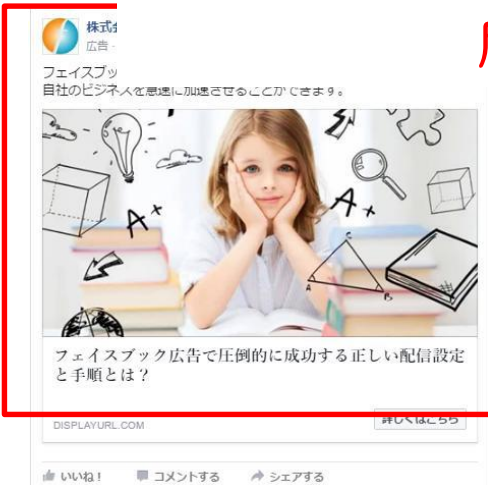 株式会
広告 ·
フェイスブッ
自社のビジネスを急速に加速させることができます。
A+
A+
C
A
B
フェイスブック広告で圧倒的に成功する正しい配信設定
と手順とは？
DISPLAYURL.COM
詳しくはこちら
いいね！ コメントする シェアする